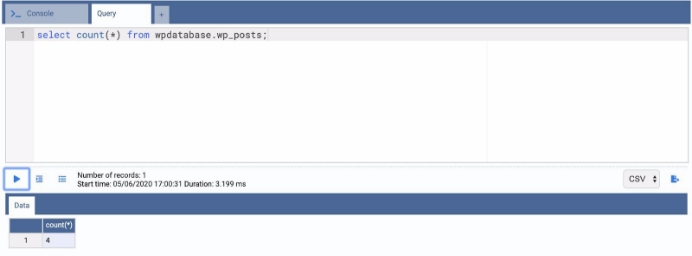 >_ Console Query +
1 select count(*) from wpdatabase.wp_posts;
Number of records: 1
Start time: 05/06/2020 17:00:31 Duration: 3.199 ms
CSV
Data
count(*)
1 4